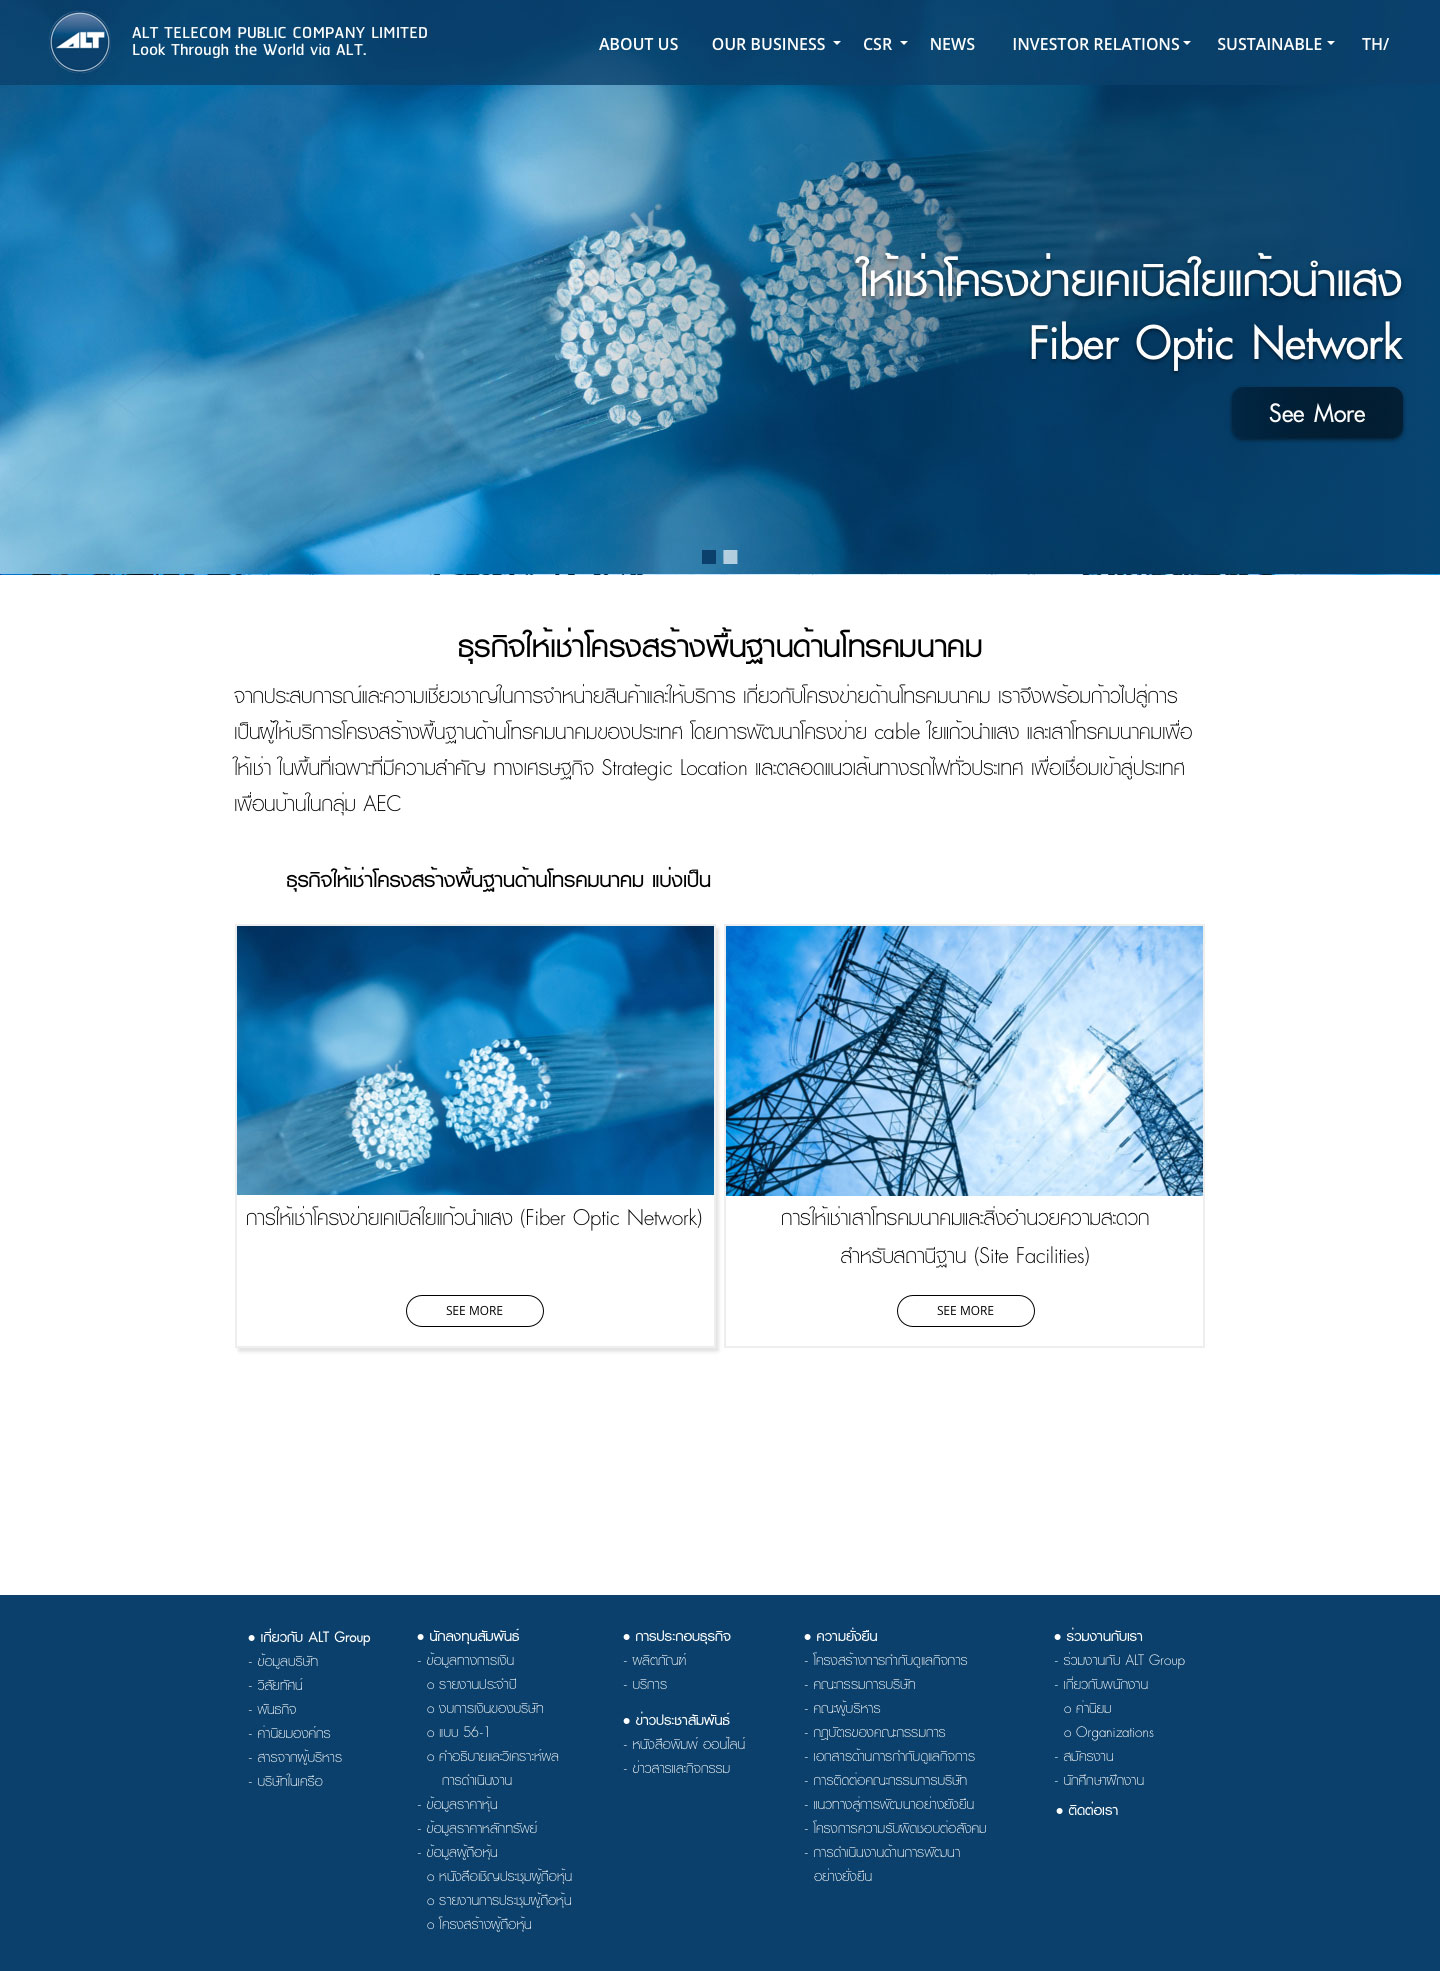 ALT TELECOM PUBLIC COMPANY LIMITED
Look Through the World via ALT.
ALT
ABOUT US OUR BUSINESS CSR NEWS INVESTOR RELATIONS SUSTAINABLE TH/
ให้เช่าโครงข่ายเคเบิลใยแก้วนำแสง
Fiber Optic Network
See More
ธุรกิจให้เช่าโครงสร้างพื้นฐานด้านโทรคมนาคม
จากประสบการณ์และความเชี่ยวชาญในการจำหน่ายสินค้าและให้บริการ เกี่ยวกับโครงข่ายด้านโทรคมนาคม เราจึงพร้อมก้าวไปสู่การ
เป็นผู้ให้บริการโครงสร้างพื้นฐานด้านโทรคมนาคมของประเทศ โดยการพัฒนาโครงข่าย cable ใยแก้วนำแสง และเสาโทรคมนาคมเพื่อ
ให้เช่า ในพื้นที่เฉพาะที่มีความสำคัญ ทางเศรษฐกิจ Strategic Location และตลอดแนวเส้นทางรถไฟทั่วประเทศ เพื่อเชื่อมเข้าสู่ประเทศ
เพื่อนบ้านในกลุ่ม AEC
ธุรกิจให้เช่าโครงสร้างพื้นฐานด้านโทรคมนาคม แบ่งเป็น
การให้เช่าโครงข่ายเคเบิลใยแก้วนำแสง (Fiber Optic Network)
SEE MORE
การให้เช่าเสาโทรคมนาคมและสิ่งอำนวยความสะดวก
สำหรับสถานีฐาน (Site Facilities)
SEE MORE
● เกี่ยวกับ ALT Group
- ข้อมูลบริษัท
- วิสัยทัศน์
- พันธกิจ
- ค่านิยมองค์กร
- สารจากผู้บริหาร
- บริษัทในเครือ
● นักลงทุนสัมพันธ์
- ข้อมูลทางการเงิน
o รายงานประจำปี
o งบการเงินของบริษัท
o แบบ 56-1
o คำอธิบายและวิเคราะห์ผล
การดำเนินงาน
- ข้อมูลราคาหุ้น
- ข้อมูลราคาหลักทรัพย์
- ข้อมูลผู้ถือหุ้น
o หนังสือเชิญประชุมผู้ถือหุ้น
o รายงานการประชุมผู้ถือหุ้น
o โครงสร้างผู้ถือหุ้น
● การประกอบธุรกิจ
- ผลิตภัณฑ์
- บริการ
● ข่าวประชาสัมพันธ์
- หนังสือพิมพ์ ออนไลน์
- ข่าวสารและกิจกรรม
● ความยั่งยืน
- โครงสร้างการกำกับดูแลกิจการ
- คณะกรรมการบริษัท
- คณะผู้บริหาร
- กฎบัตรของคณะกรรมการ
- เอกสารด้านการกำกับดูแลกิจการ
- การติดต่อคณะกรรมการบริษัท
- แนวทางสู่การพัฒนาอย่างยั่งยืน
- โครงการความรับผิดชอบต่อสังคม
- การดำเนินงานด้านการพัฒนา
อย่างยั่งยืน
● ร่วมงานกับเรา
- ร่วมงานกับ ALT Group
- เกี่ยวกับพนักงาน
o ค่านิยม
o Organizations
- สมัครงาน
- นักศึกษาฝึกงาน
● ติดต่อเรา